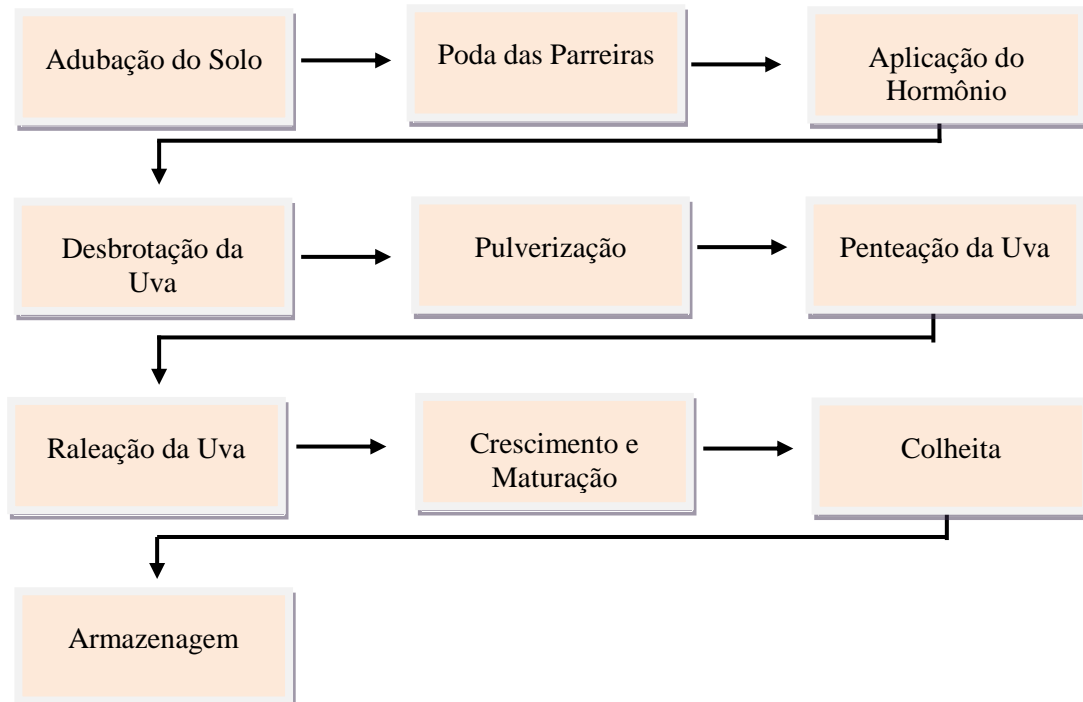 Adubação do Solo
Poda das Parreiras
Aplicação do
Hormônio
Desbrotação da
Uva
Pulverização
Penteação da Uva
Raleação da Uva
Crescimento e
Maturação
Colheita
Armazenagem